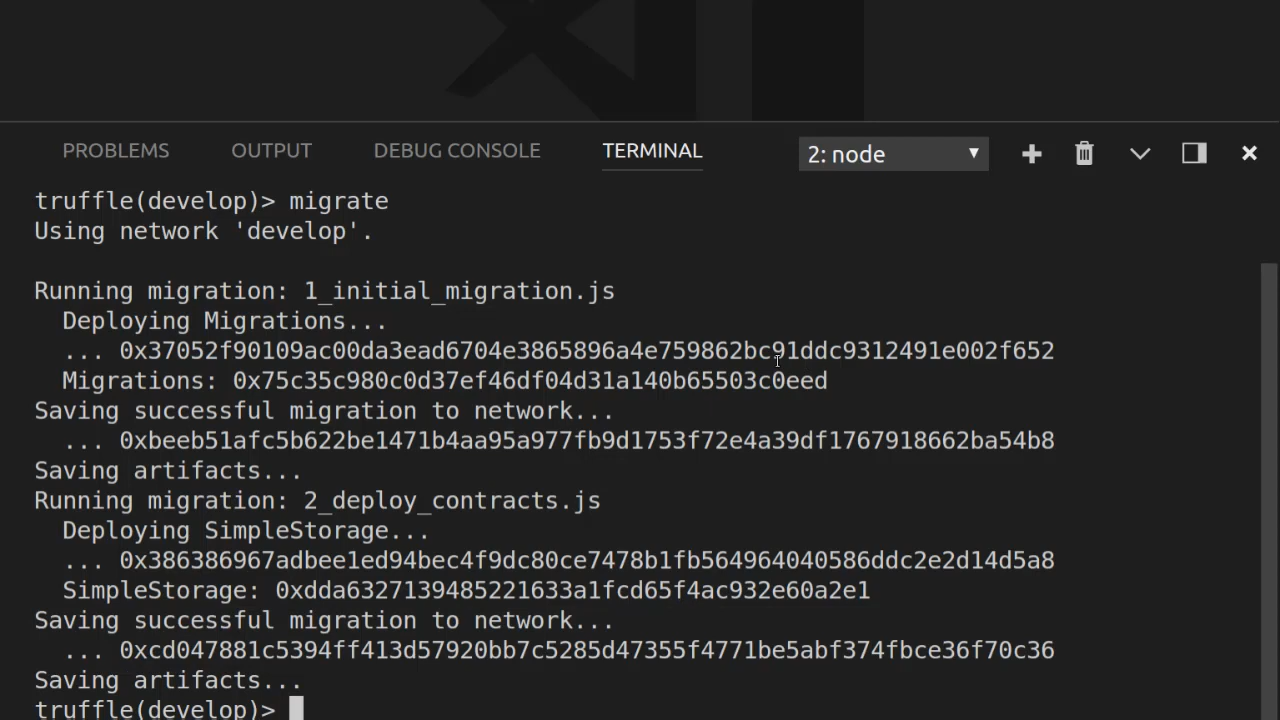 PROBLEMS OUTPUT DEBUG CONSOLE TERMINAL 2: node
truffle(develop)> migrate
Using network 'develop'.
Running migration: 1_initial_migration.js
Deploying Migrations...
... 0x37052f90109ac00da3ead6704e3865896a4e759862bc91ddc9312491e002f652
Migrations: 0x75c35c980c0d37ef46df04d31a140b65503c0eed
Saving successful migration to network...
... 0xbeeb51afc5b622be1471b4aa95a977fb9d1753f72e4a39df1767918662ba54b8
Saving artifacts...
Running migration: 2_deploy_contracts.js
Deploying SimpleStorage...
... 0x386386967adbee1ed94bec4f9dc80ce7478b1fb564964040586ddc2e2d14d5a8
SimpleStorage: 0xdda6327139485221633a1fcd65f4ac932e60a2e1
Saving successful migration to network...
... 0xcd047881c5394ff413d57920bb7c5285d47355f4771be5abf374fbce36f70c36
Saving artifacts...
truffle(develop)>